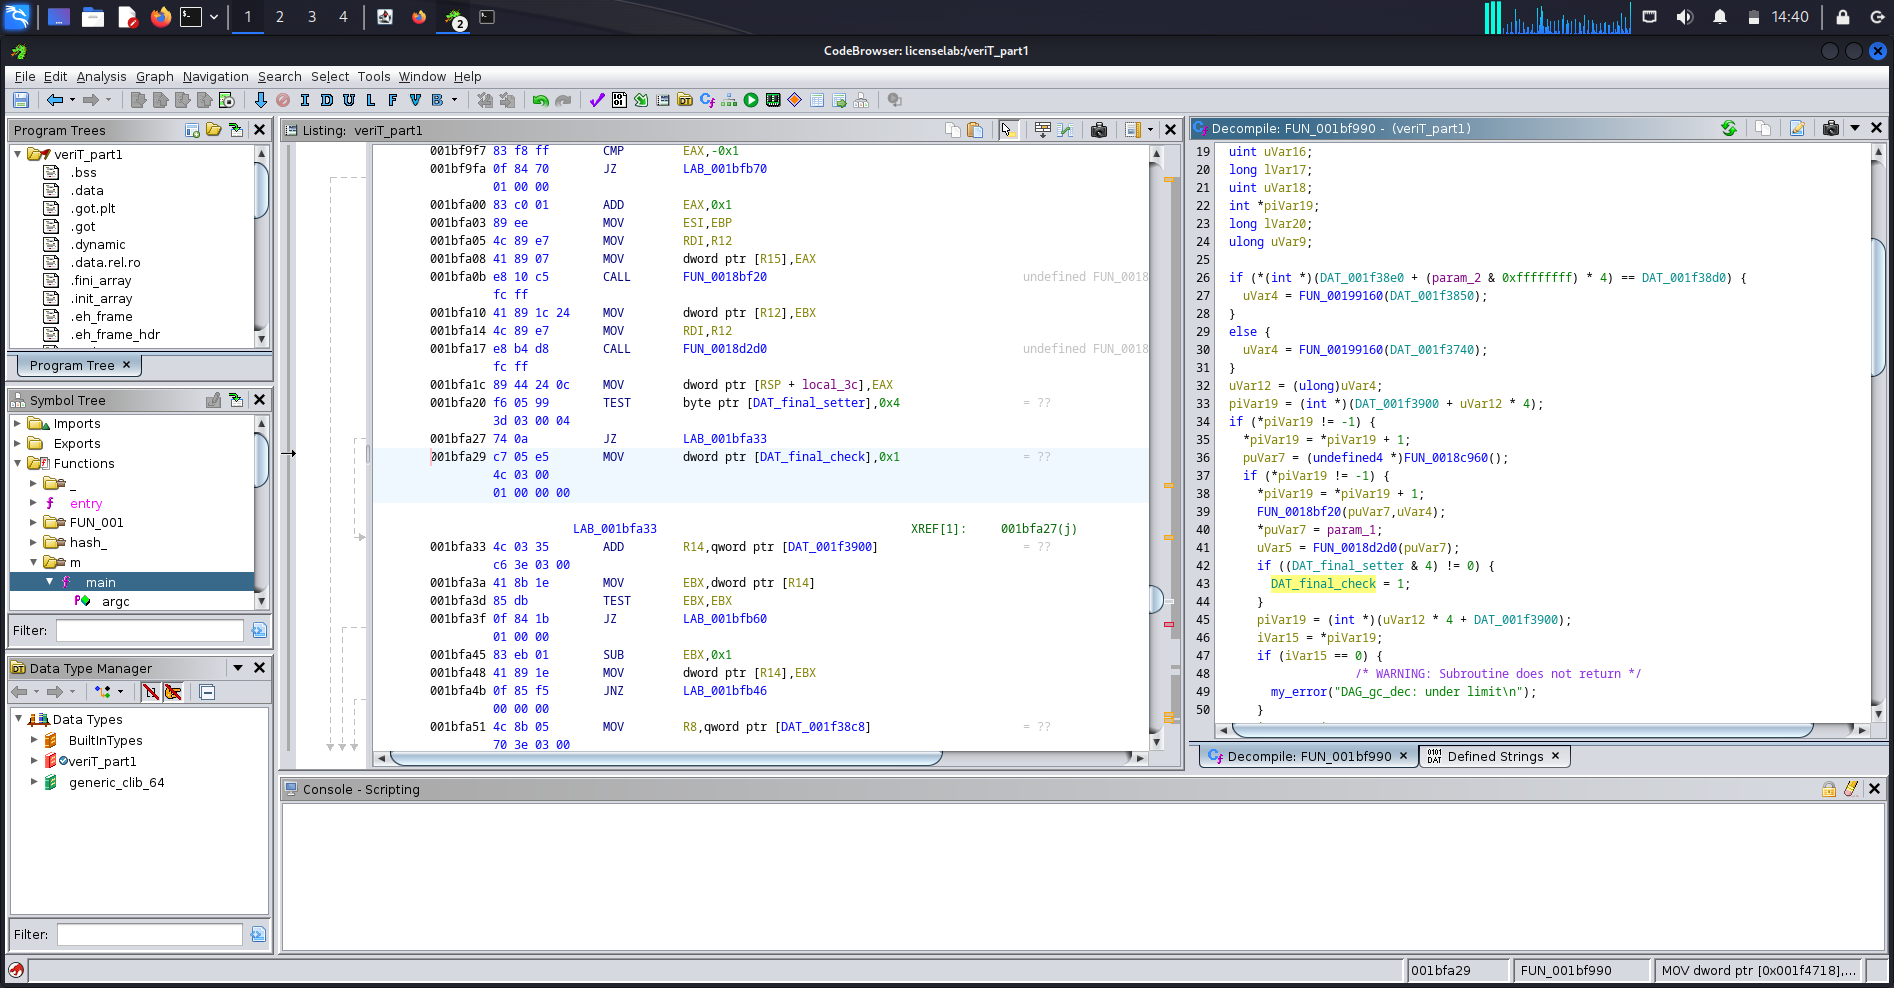 1 2 3 4
2
14:40
CodeBrowser: licenselab:/veriT_part1
File Edit Analysis Graph Navigation Search Select Tools Window Help
I D U L F V B
Program Trees
veriT_part1
.bss
.data
.got.plt
.got
.dynamic
.data.rel.ro
.fini_array
.init_array
.eh_frame
.eh_frame_hdr
Program Tree
Symbol Tree
Imports
Exports
Functions
_
entry
FUN_001
hash_
m
main
argc
Filter:
Data Type Manager
Data Types
BuiltInTypes
veriT_part1
generic_clib_64
Filter:
Listing: veriT_part1
001bf9f7 83 f8 ff CMP EAX,-0x1
001bf9fa 0f 84 70 JZ LAB_001bfb70
01 00 00
001bfa00 83 c0 01 ADD EAX,0x1
001bfa03 89 ee MOV ESI,EBP
001bfa05 4c 89 e7 MOV RDI,R12
001bfa08 41 89 07 MOV dword ptr [R15],EAX
001bfa0b e8 10 c5 CALL FUN_0018bf20 undefined FUN_0018
fc ff
001bfa10 41 89 1c 24 MOV dword ptr [R12],EBX
001bfa14 4c 89 e7 MOV RDI,R12
001bfa17 e8 b4 d8 CALL FUN_0018d2d0 undefined FUN_0018
fc ff
001bfa1c 89 44 24 0c MOV dword ptr [RSP + local_3c],EAX
001bfa20 f6 05 99 TEST byte ptr [DAT_final_setter],0x4 = ??
3d 03 00 04
001bfa27 74 0a JZ LAB_001bfa33
001bfa29 c7 05 e5 MOV dword ptr [DAT_final_check],0x1 = ??
4c 03 00
01 00 00 00
LAB_001bfa33 XREF[1]: 001bfa27(j)
001bfa33 4c 03 35 ADD R14,qword ptr [DAT_001f3900] = ??
c6 3e 03 00
001bfa3a 41 8b 1e MOV EBX,dword ptr [R14]
001bfa3d 85 db TEST EBX,EBX
001bfa3f 0f 84 1b JZ LAB_001bfb60
01 00 00
001bfa45 83 eb 01 SUB EBX,0x1
001bfa48 41 89 1e MOV dword ptr [R14],EBX
001bfa4b 0f 85 f5 JNZ LAB_001bfb46
00 00 00
001bfa51 4c 8b 05 MOV R8,qword ptr [DAT_001f38c8] = ??
70 3e 03 00
Decompile: FUN_001bf990 - (veriT_part1)
19 uint uVar16;
20 long lVar17;
21 uint uVar18;
22 int *piVar19;
23 long lVar20;
24 ulong uVar9;
25
26 if (*(int *)(DAT_001f38e0 + (param_2 & 0xffffffff) * 4) == DAT_001f38d0) {
27 uVar4 = FUN_00199160(DAT_001f3850);
28 }
29 else {
30 uVar4 = FUN_00199160(DAT_001f3740);
31 }
32 uVar12 = (ulong)uVar4;
33 piVar19 = (int *)(DAT_001f3900 + uVar12 * 4);
34 if (*piVar19 != -1) {
35 *piVar19 = *piVar19 + 1;
36 puVar7 = (undefined4 *)FUN_0018c960();
37 if (*piVar19 != -1) {
38 *piVar19 = *piVar19 + 1;
39 FUN_0018bf20(puVar7,uVar4);
40 *puVar7 = param_1;
41 uVar5 = FUN_0018d2d0(puVar7);
42 if ((DAT_final_setter & 4) != 0) {
43 DAT_final_check = 1;
44 }
45 piVar19 = (int *)(uVar12 * 4 + DAT_001f3900);
46 iVar15 = *piVar19;
47 if (iVar15 == 0) {
48 /* WARNING: Subroutine does not return */
49 my_error("DAG_gc_dec: under limit\n");
50 }
Decompile: FUN_001bf990
Defined Strings
Console - Scripting
001bfa29
FUN_001bf990
MOV dword ptr [0x001f4718],...